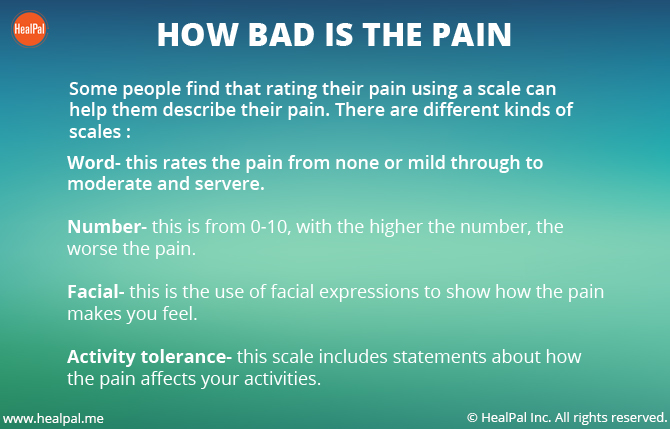 HealPal
HOW BAD IS THE PAIN
Some people find that rating their pain using a scale can
help them describe their pain. There are different kinds of
scales :
Word- this rates the pain from none or mild through to
moderate and servere.
Number- this is from 0-10, with the higher the number, the
worse the pain.
Facial- this is the use of facial expressions to show how the pain
makes you feel.
Activity tolerance- this scale includes statements about how
the pain affects your activities.
www.healpal.me
© HealPal Inc. All rights reserved.